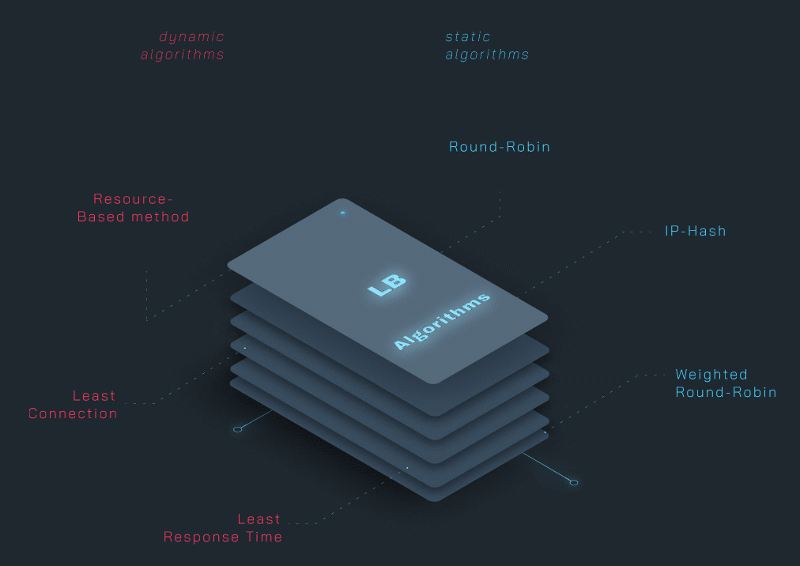 dynamic
algorithms
static
algorithms
Round-Robin
Resource-
Based method
IP-Hash
LB
Algorithms
Weighted
Round-Robin
Least
Connection
Least
Response Time